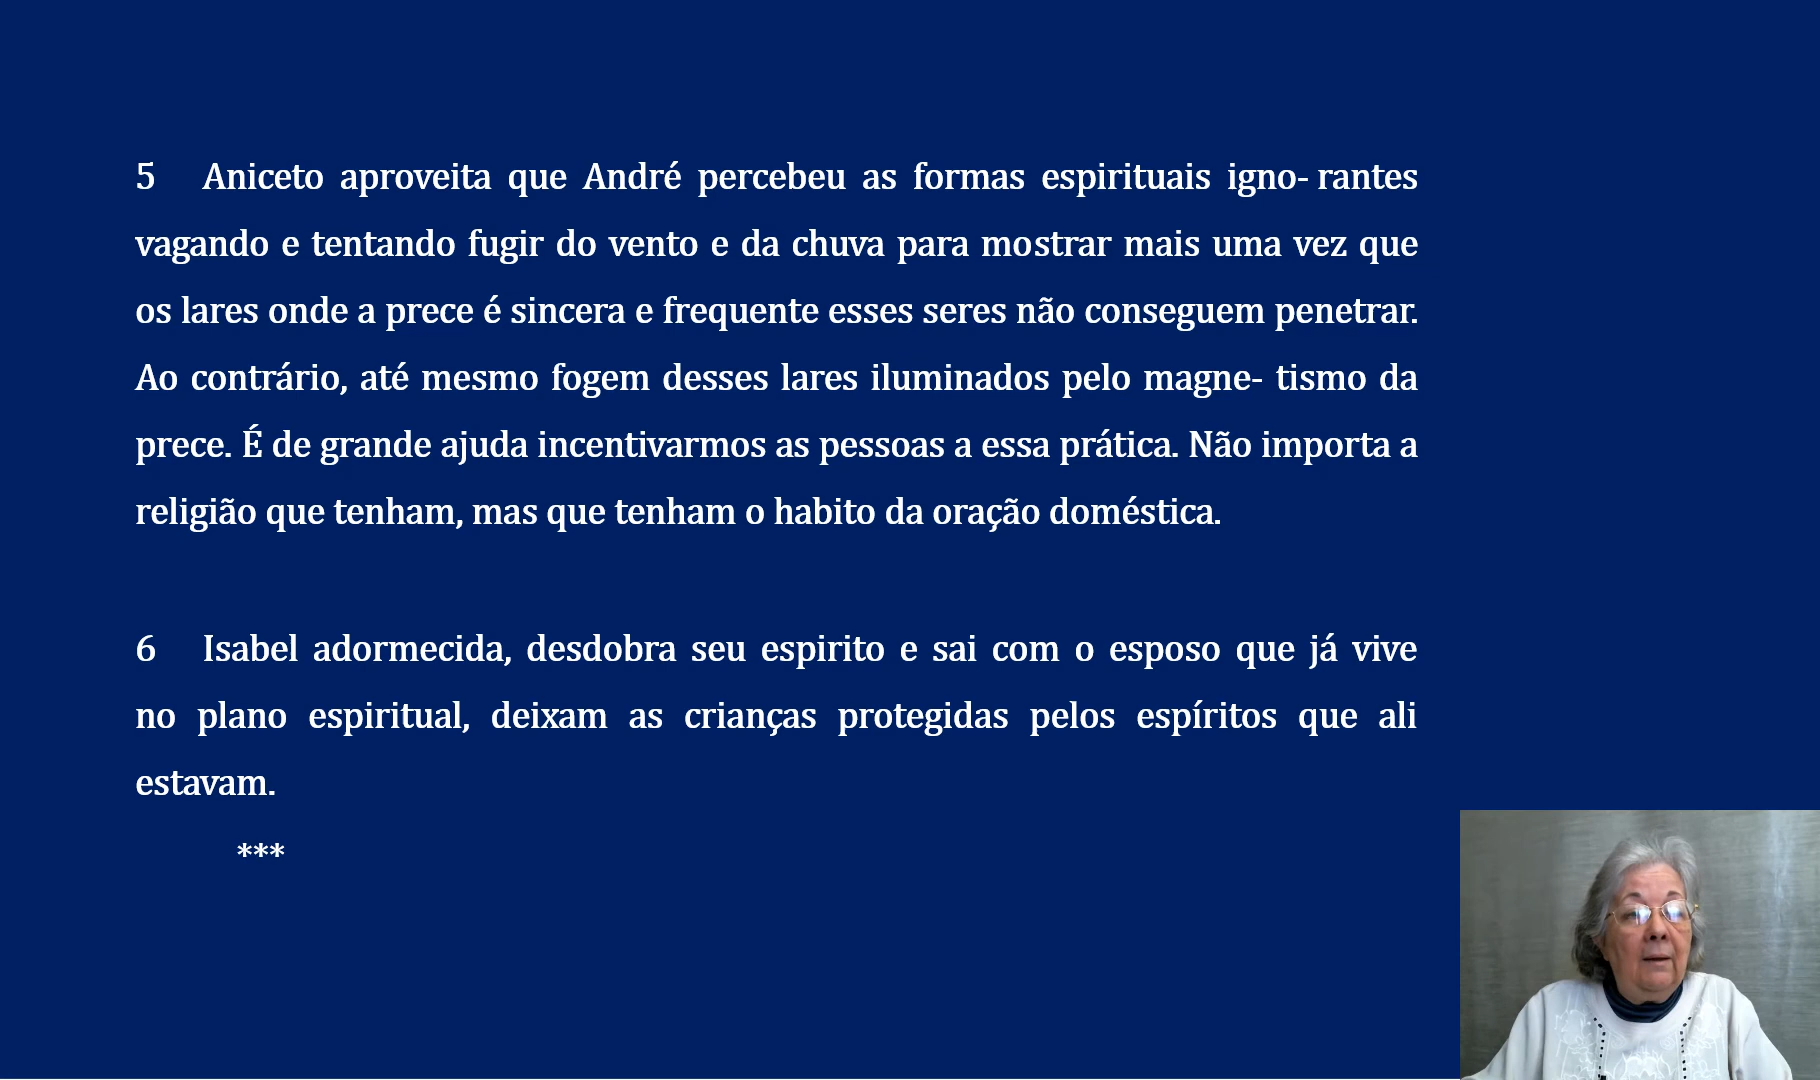 5 Aniceto aproveita que André percebeu as formas espirituais igno- rantes
vagando e tentando fugir do vento e da chuva para mostrar mais uma vez que
os lares onde a prece é sincera e frequente esses seres não conseguem penetrar.
Ao contrário, até mesmo fogem desses lares iluminados pelo magne- tismo da
prece. É de grande ajuda incentivarmos as pessoas a essa prática. Não importa a
religião que tenham, mas que tenham o habito da oração doméstica.
6 Isabel adormecida, desdobra seu espirito e sai com o esposo que já vive
no plano espiritual, deixam as crianças protegidas pelos espíritos que ali
estavam.
***